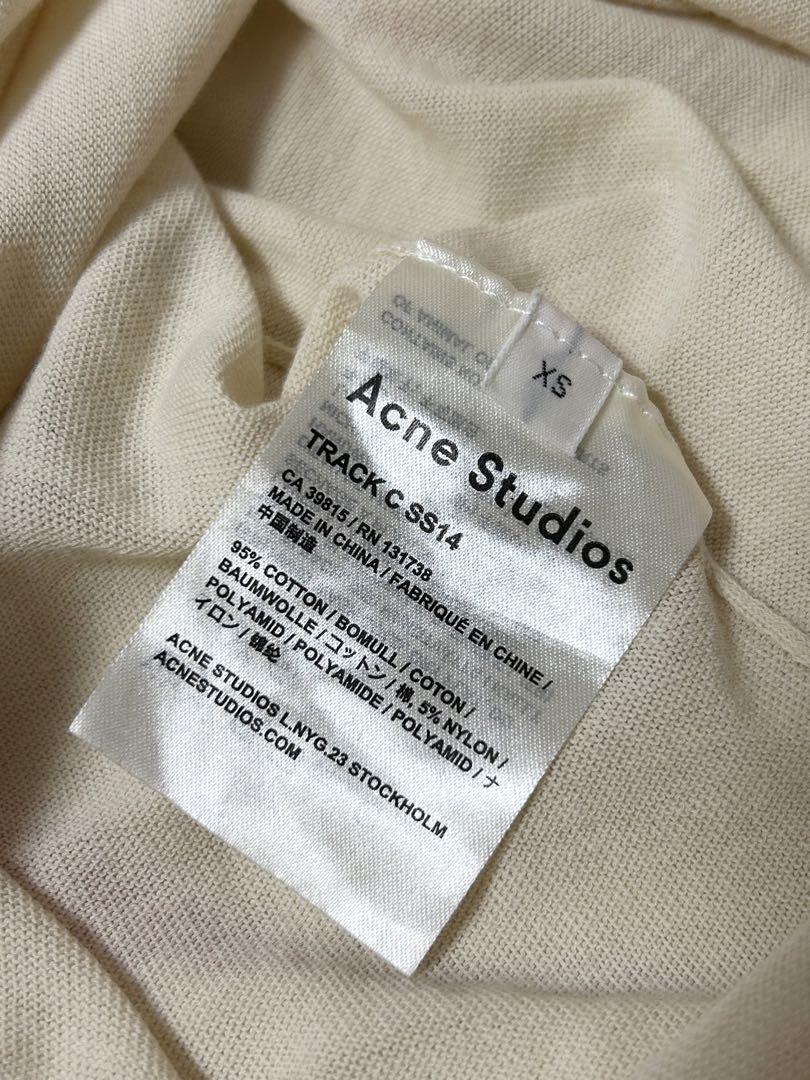 XS
Acne Studios
TRACK C SS14
CA 39815 / RN 131738
MADE IN CHINA / FABRIQUÉ EN CHINE /
中国制造
95% COTTON / BOMULL / COTON /
BAUMWOLLE / コットン / 棉, 5% NYLON /
POLYAMID / POLYAMIDE / POLYAMID / ナ
イロン / 锦纶
ACNE STUDIOS L.NYG.23 STOCKHOLM
ACNESTUDIOS.COM